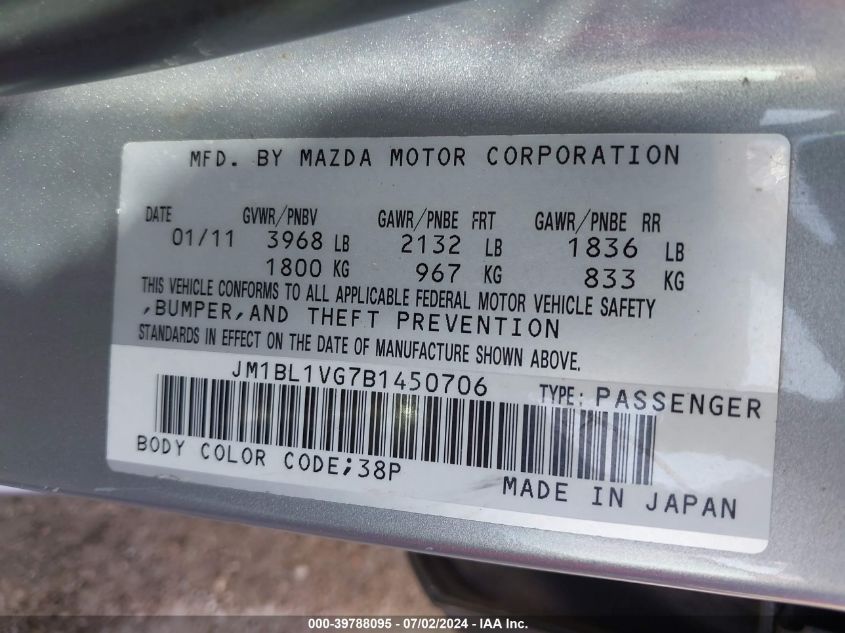 MFD. BY MAZDA MOTOR CORPORATION
DATE GVWR/PNBV GAWR/PNBE FRT GAWR/PNBE RR
01/11 3968 LB 2132 LB 1836 LB
1800 KG 967 KG 833 KG
THIS VEHICLE CONFORMS TO ALL APPLICABLE FEDERAL MOTOR VEHICLE SAFETY
,BUMPER,AND THEFT PREVENTION
STANDARDS IN EFFECT ON THE DATE OF MANUFACTURE SHOWN ABOVE.
JM1BL1VG7B1450706 TYPE: PASSENGER
BODY COLOR CODE;38P
MADE IN JAPAN
000-39788095 - 07/02/2024 - IAA Inc.